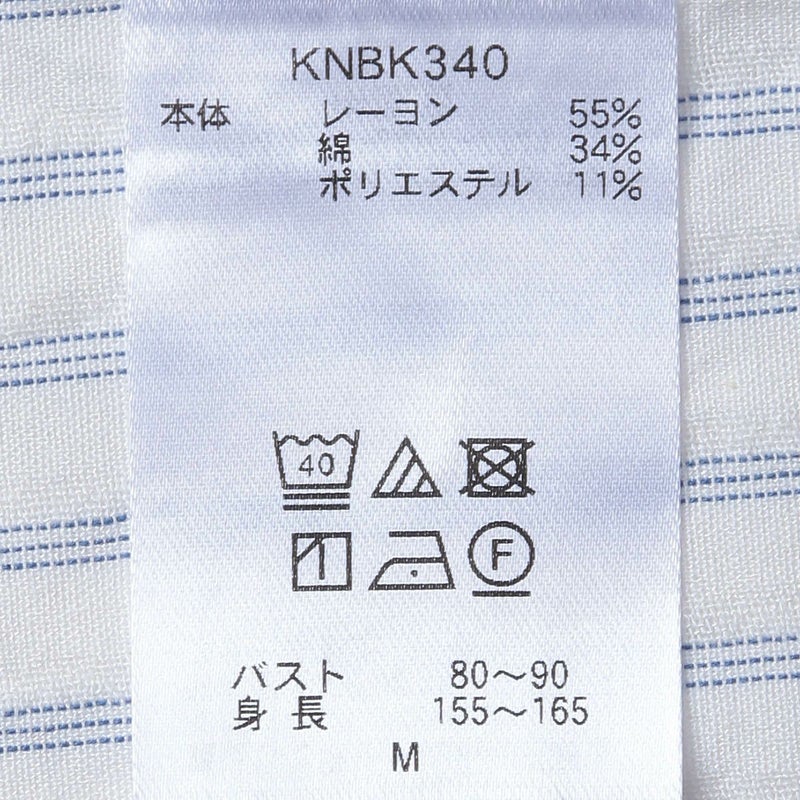 KNBK340
本体 レーヨン 55%
綿 34%
ポリエステル 11%
40
F
バスト 80〜90
身長 155〜165
M